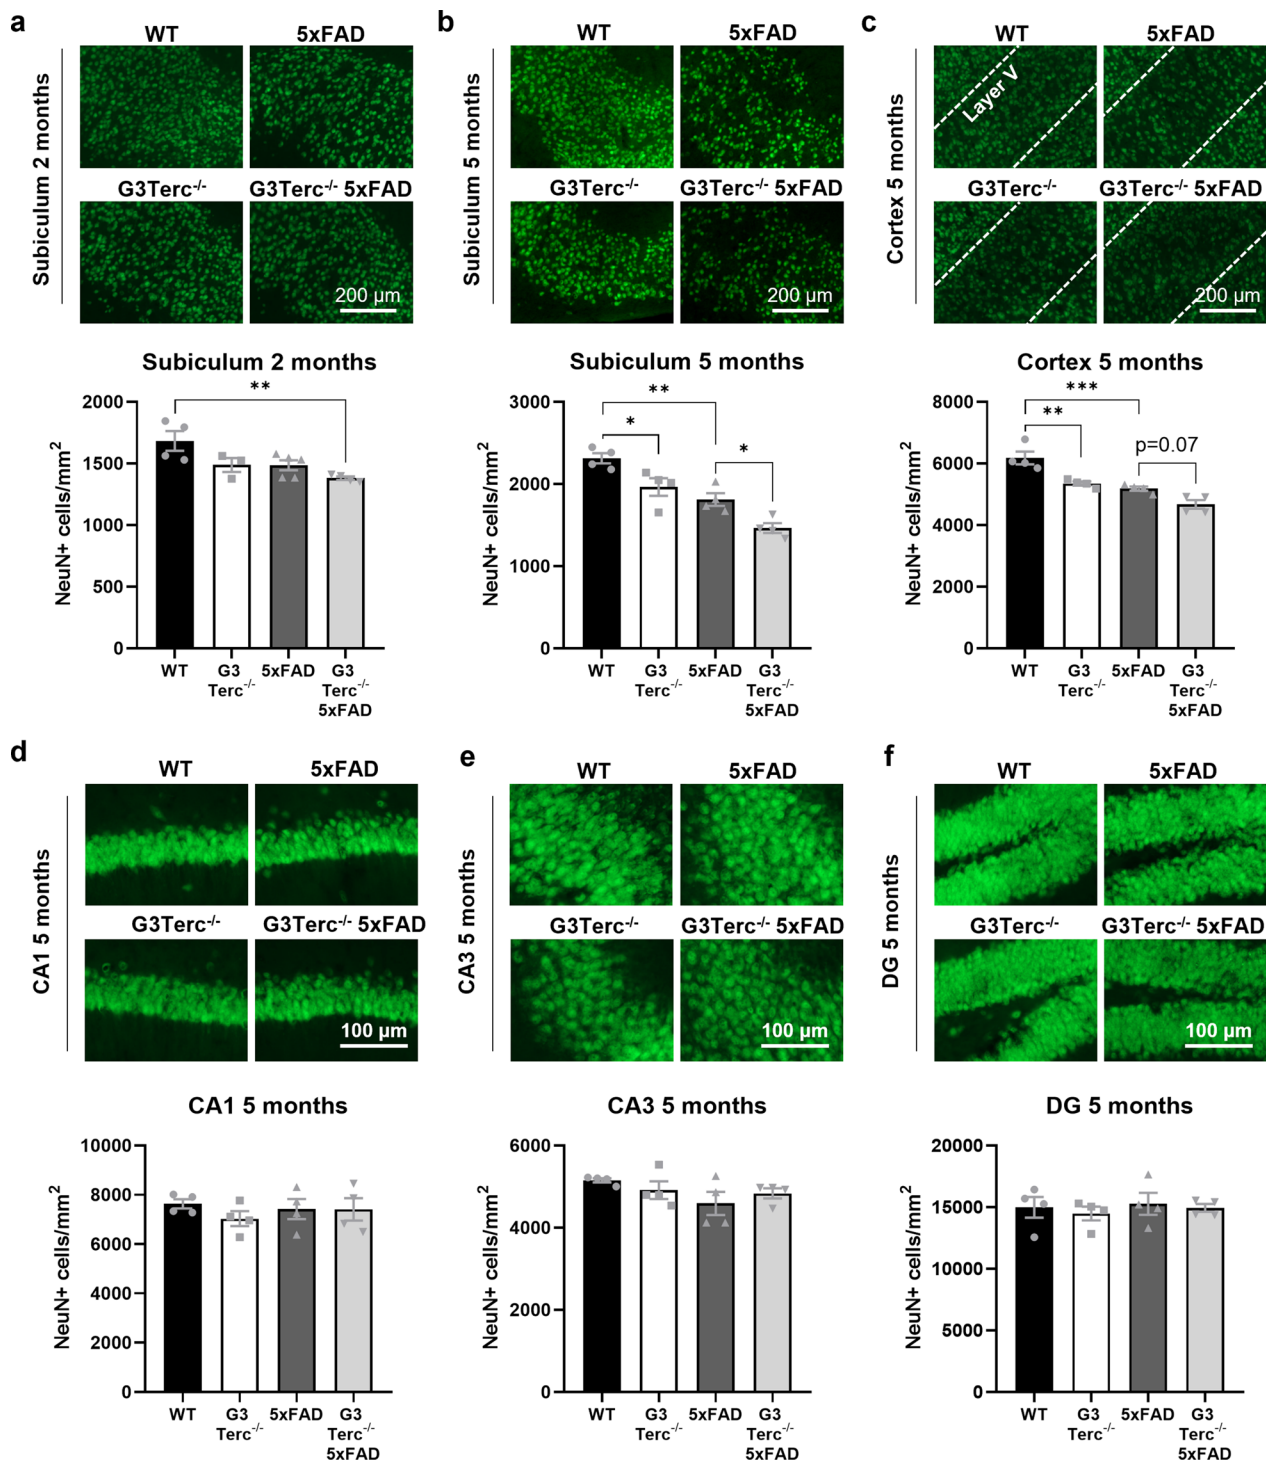 a
WT
5xFAD
Subiculum 2 months
G3Terc-/-
G3Terc-/- 5xFAD
200 μm
Subiculum 2 months
**
NeuN+ cells/mm2
2000
1500
1000
500
0
WT
G3
Terc-/-
5xFAD
G3
Terc-/-
5xFAD
b
WT
5xFAD
Subiculum 5 months
G3Terc-/-
G3Terc-/- 5xFAD
200 μm
Subiculum 5 months
**
*
*
NeuN+ cells/mm2
3000
2000
1000
0
WT
G3
Terc-/-
5xFAD
G3
Terc-/-
5xFAD
c
WT
5xFAD
Layer V
Cortex 5 months
G3Terc-/-
G3Terc-/- 5xFAD
200 μm
Cortex 5 months
***
**
p=0.07
NeuN+ cells/mm2
8000
6000
4000
2000
0
WT
G3
Terc-/-
5xFAD
G3
Terc-/-
5xFAD
d
WT
5xFAD
CA1 5 months
G3Terc-/-
G3Terc-/- 5xFAD
100 μm
CA1 5 months
NeuN+ cells/mm2
10000
8000
6000
4000
2000
0
WT
G3
Terc-/-
5xFAD
G3
Terc-/-
5xFAD
e
WT
5xFAD
CA3 5 months
G3Terc-/-
G3Terc-/- 5xFAD
100 μm
CA3 5 months
NeuN+ cells/mm2
6000
4000
2000
0
WT
G3
Terc-/-
5xFAD
G3
Terc-/-
5xFAD
f
WT
5xFAD
DG 5 months
G3Terc-/-
G3Terc-/- 5xFAD
100 μm
DG 5 months
NeuN+ cells/mm2
20000
15000
10000
5000
0
WT
G3
Terc-/-
5xFAD
G3
Terc-/-
5xFAD